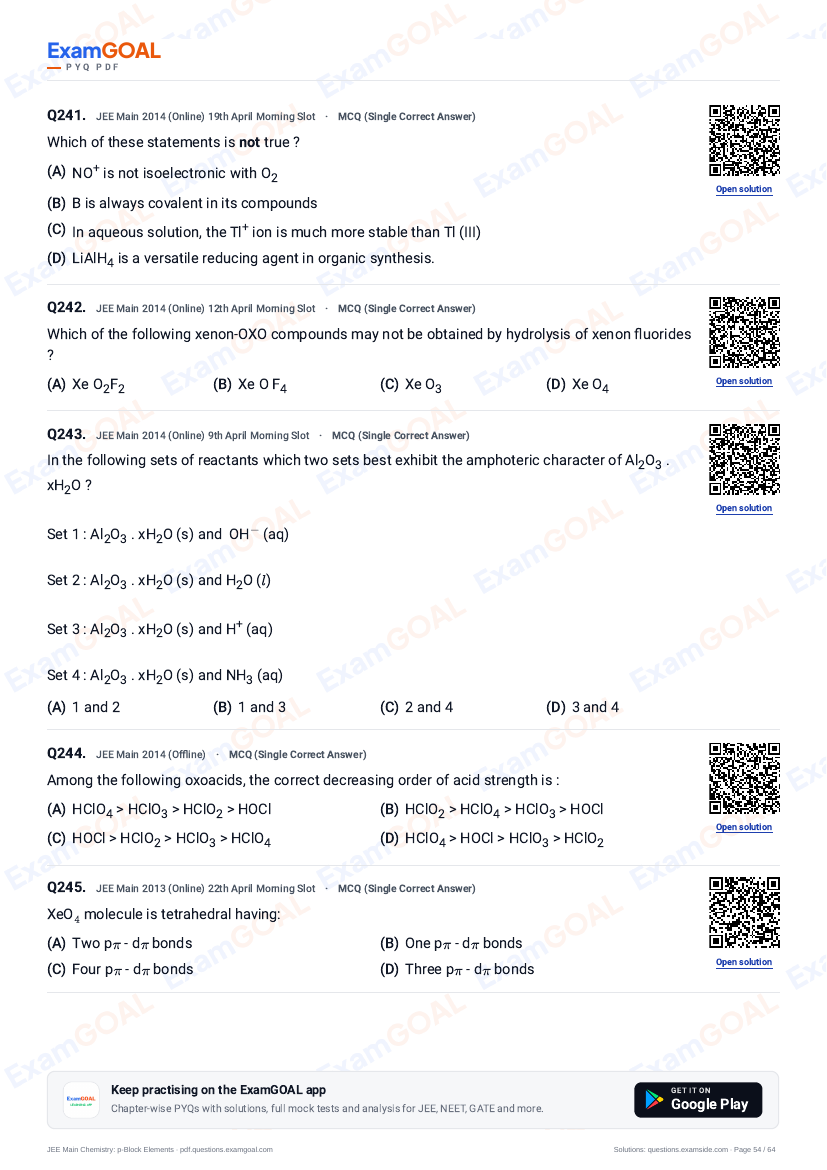 ExamGOAL
PYQ PDF
Q241. JEE Main 2014 (Online) 19th April Morning Slot · MCQ (Single Correct Answer)
Which of these statements is not true ?
(A) NO⁺ is not isoelectronic with O₂
(B) B is always covalent in its compounds
(C) In aqueous solution, the Tl⁺ ion is much more stable than Tl (III)
(D) LiAlH₄ is a versatile reducing agent in organic synthesis.
Open solution
Q242. JEE Main 2014 (Online) 12th April Morning Slot · MCQ (Single Correct Answer)
Which of the following xenon-OXO compounds may not be obtained by hydrolysis of xenon fluorides
?
(A) Xe O₂F₂ (B) Xe O F₄ (C) Xe O₃ (D) Xe O₄
Open solution
Q243. JEE Main 2014 (Online) 9th April Morning Slot · MCQ (Single Correct Answer)
In the following sets of reactants which two sets best exhibit the amphoteric character of Al₂O₃ .
xH₂O ?
Open solution
Set 1 : Al₂O₃ . xH₂O (s) and OH⁻ (aq)
Set 2 : Al₂O₃ . xH₂O (s) and H₂O (l)
Set 3 : Al₂O₃ . xH₂O (s) and H⁺ (aq)
Set 4 : Al₂O₃ . xH₂O (s) and NH₃ (aq)
(A) 1 and 2 (B) 1 and 3 (C) 2 and 4 (D) 3 and 4
Q244. JEE Main 2014 (Offline) · MCQ (Single Correct Answer)
Among the following oxoacids, the correct decreasing order of acid strength is :
(A) HClO₄ > HClO₃ > HClO₂ > HOCl (B) HClO₂ > HClO₄ > HClO₃ > HOCl
(C) HOCl > HClO₂ > HClO₃ > HClO₄ (D) HClO₄ > HOCl > HClO₃ > HClO₂
Open solution
Q245. JEE Main 2013 (Online) 22th April Morning Slot · MCQ (Single Correct Answer)
XeO₄ molecule is tetrahedral having:
(A) Two pπ - dπ bonds (B) One pπ - dπ bonds
(C) Four pπ - dπ bonds (D) Three pπ - dπ bonds
Open solution
Keep practising on the ExamGOAL app
Chapter-wise PYQs with solutions, full mock tests and analysis for JEE, NEET, GATE and more.
ExamGOAL
GET IT ON
Google Play
JEE Main Chemistry: p-Block Elements · pdf.questions.examgoal.com
Solutions: questions.examside.com · Page 54 / 64